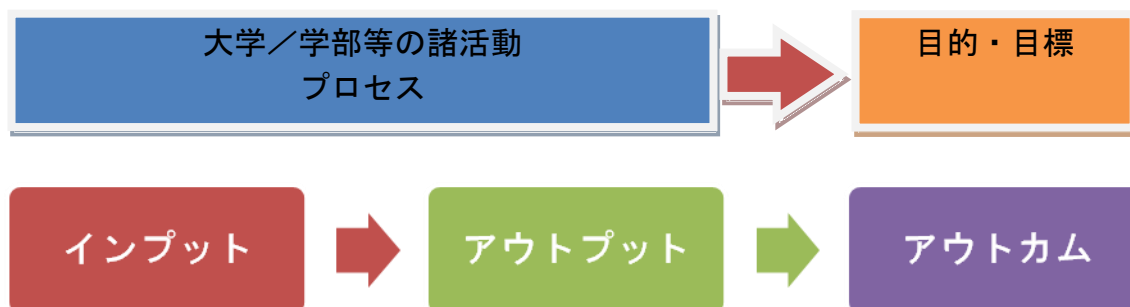 大学／学部等の諸活動
プロセス
目的・目標
インプット
アウトプット
アウトカム